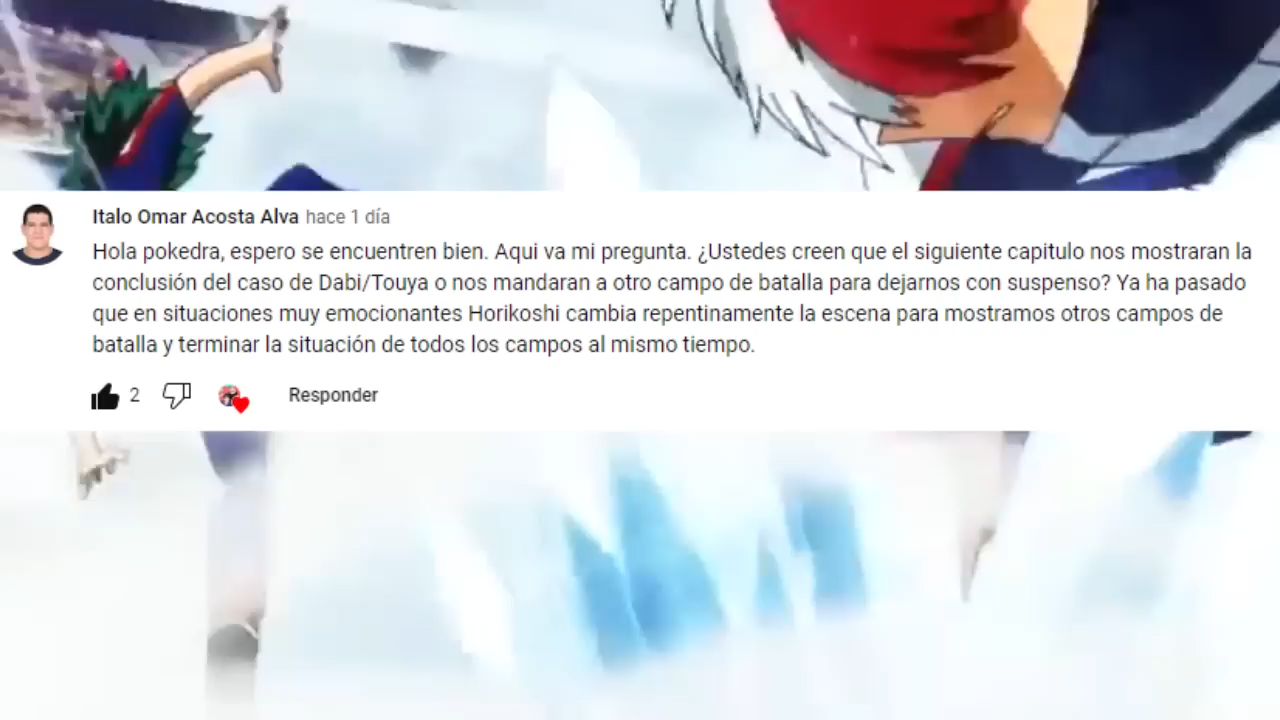 Italo Omar Acosta Alva hace 1 día
Hola pokedra, espero se encuentren bien. Aqui va mi pregunta. ¿Ustedes creen que el siguiente capitulo nos mostraran la
conclusión del caso de Dabi/Touya o nos mandaran a otro campo de batalla para dejarnos con suspenso? Ya ha pasado
que en situaciones muy emocionantes Horikoshi cambia repentinamente la escena para mostramos otros campos de
batalla y terminar la situación de todos los campos al mismo tiempo.
2 Responder